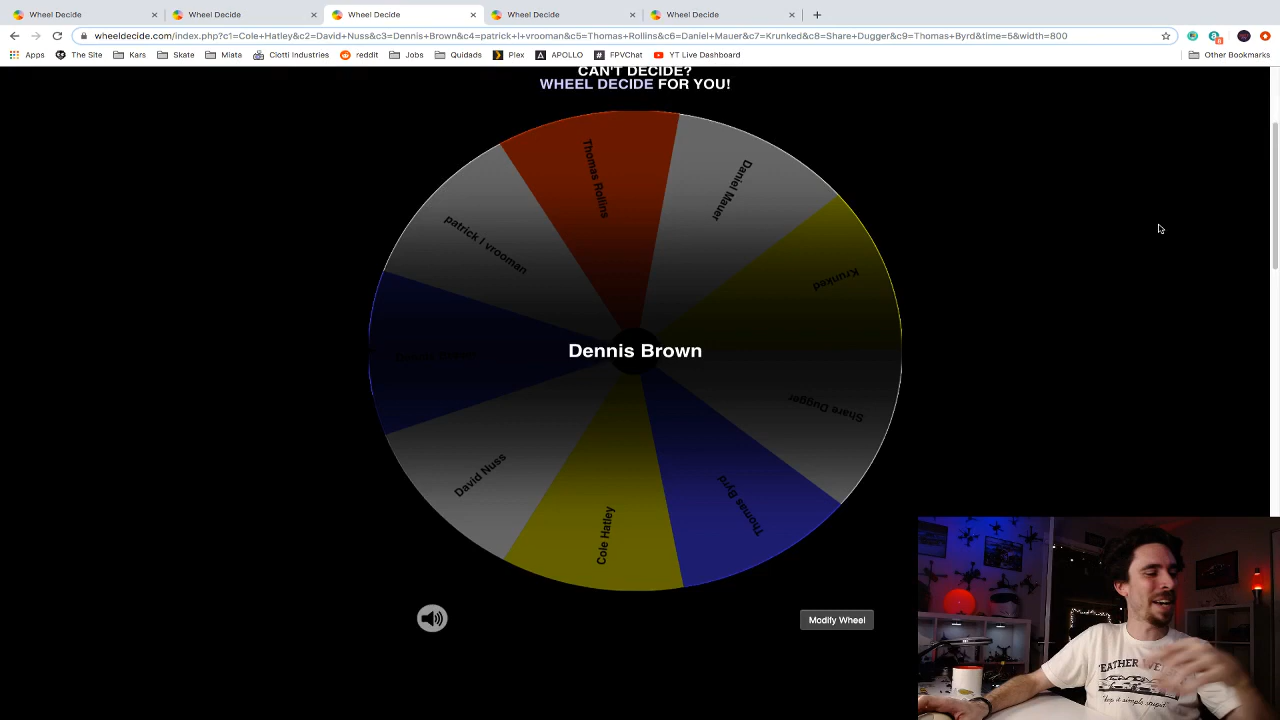 Wheel Decide
Wheel Decide
Wheel Decide
Wheel Decide
Wheel Decide
wheeldecide.com/index.php?c1=Cole+Hatley&c2=David+Nuss&c3=Dennis+Brown&c4=patrick+l+vrooman&c5=Thomas+Rollins&c6=Daniel+Mauer&c7=Krunked&c8=Share+Dugger&c9=Thomas+Byrd&time=5&width=800
Apps
The Site
Kars
Skate
Miata
Ciotti Industries
reddit
Jobs
Quidads
Plex
APOLLO
FPVChat
YT Live Dashboard
Other Bookmarks
CAN'T DECIDE?
WHEEL DECIDE FOR YOU!
Thomas Rollins
Daniel Mauer
patrick l vrooman
Krunked
Dennis Brown
Dennis Brown
Share Dugger
David Nuss
Thomas Byrd
Cole Hatley
Modify Wheel